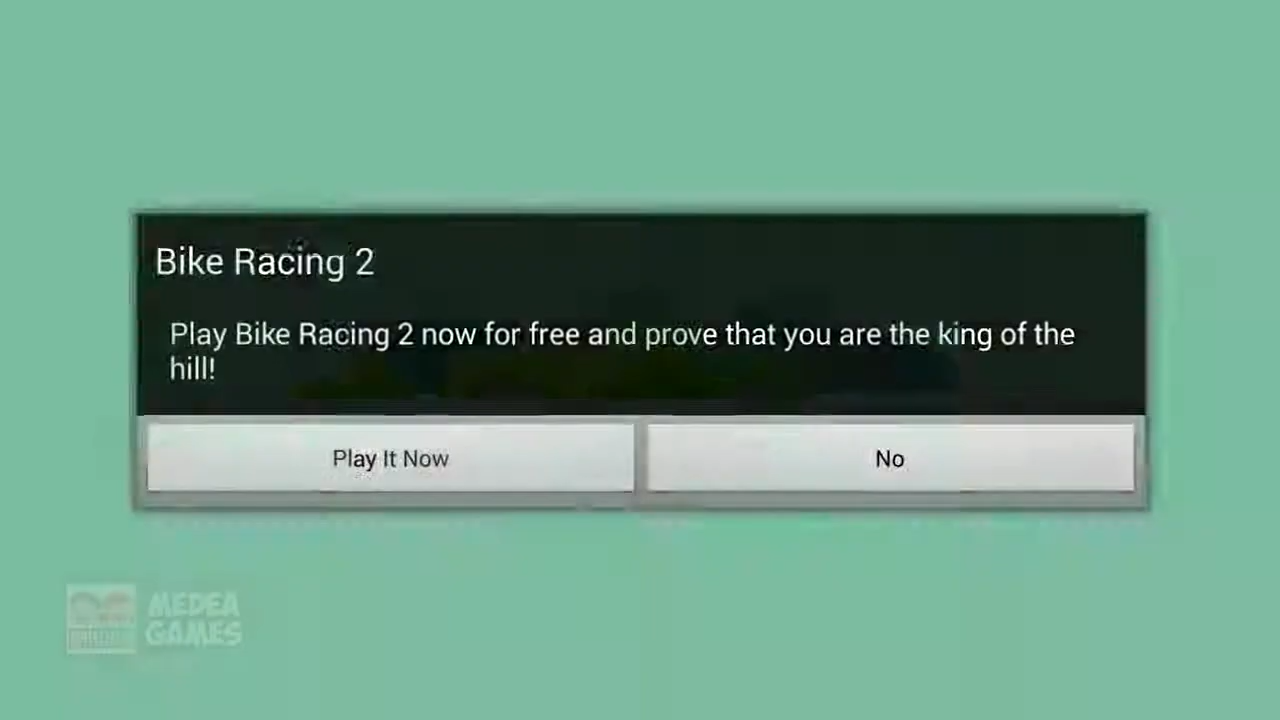 Bike Racing 2
Play Bike Racing 2 now for free and prove that you are the king of the
hill!
Play It Now
No
MEDEA
GAMES